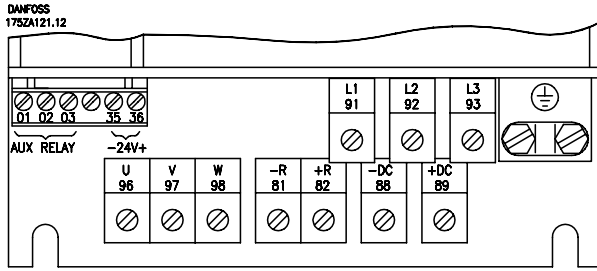 DANFOSS
175ZA121.12
L1 L2 L3
91 92 93
01 02 03 35 36
AUX RELAY −24V+
U V W −R +R −DC +DC
96 97 98 81 82 88 89